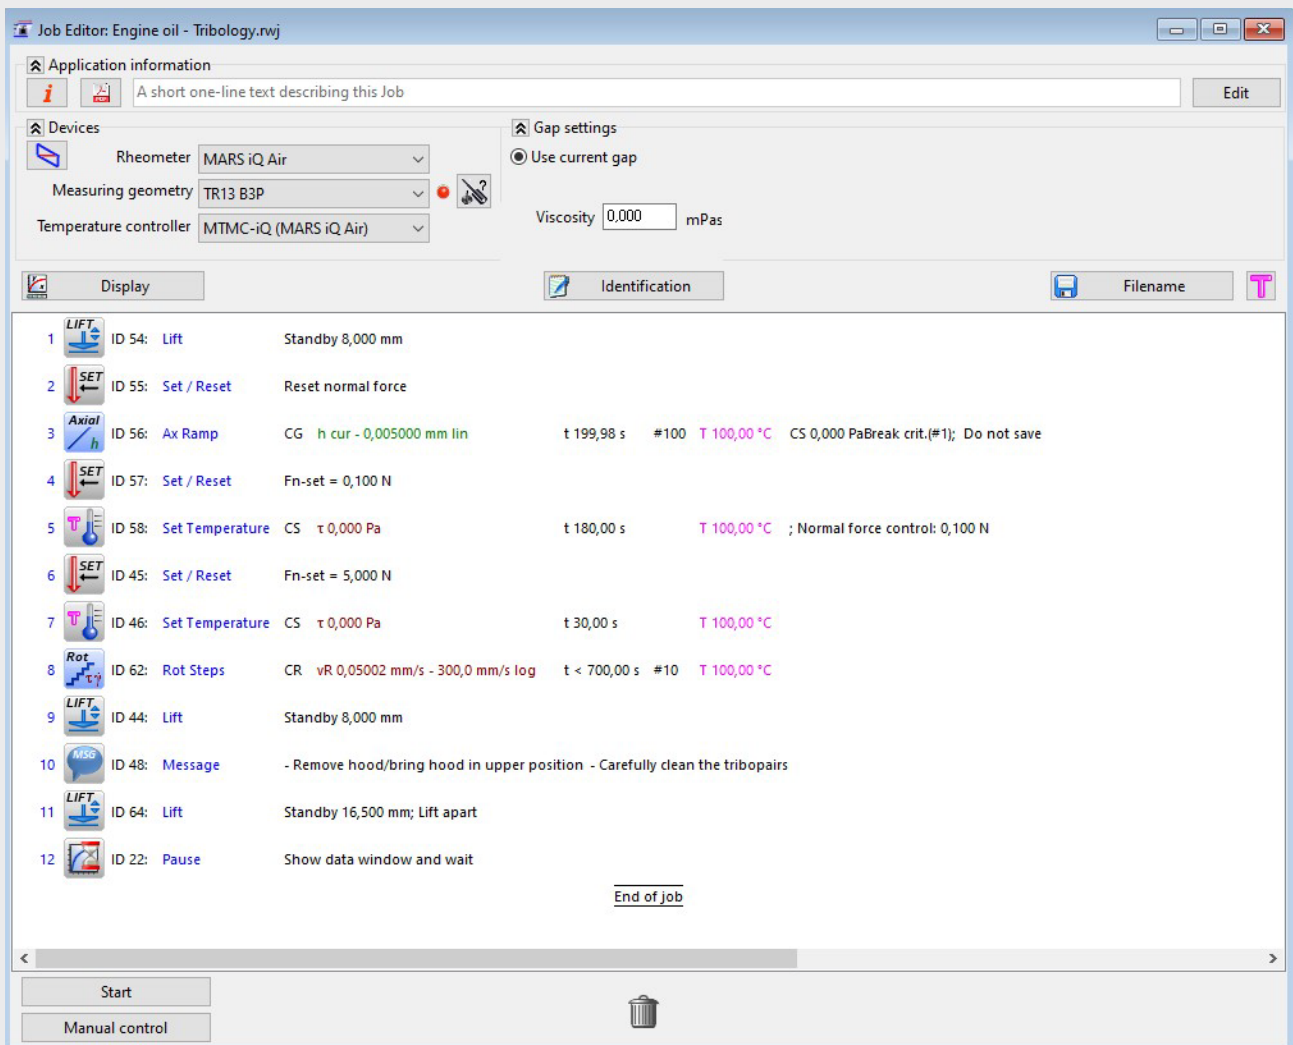 Job Editor: Engine oil - Tribology.rwj
Application information
i A short one-line text describing this Job Edit
Devices
Rheometer MARS iQ Air
Measuring geometry TR13 B3P
Temperature controller MTMC-iQ (MARS iQ Air)
Gap settings
Use current gap
Viscosity 0,000 mPas
Display Identification Filename T
1 LIFT ID 54: Lift Standby 8,000 mm
2 SET ID 55: Set / Reset Reset normal force
3 Axial h ID 56: Ax Ramp CG h cur - 0,005000 mm lin t 199,98 s #100 T 100,00 °C CS 0,000 PaBreak crit.(#1); Do not save
4 SET ID 57: Set / Reset Fn-set = 0,100 N
5 T ID 58: Set Temperature CS τ 0,000 Pa t 180,00 s T 100,00 °C ; Normal force control: 0,100 N
6 SET ID 45: Set / Reset Fn-set = 5,000 N
7 T ID 46: Set Temperature CS τ 0,000 Pa t 30,00 s T 100,00 °C
8 Rot τγ̇ ID 62: Rot Steps CR vR 0,05002 mm/s - 300,0 mm/s log t < 700,00 s #10 T 100,00 °C
9 LIFT ID 44: Lift Standby 8,000 mm
10 MSG ID 48: Message - Remove hood/bring hood in upper position - Carefully clean the tribopairs
11 LIFT ID 64: Lift Standby 16,500 mm; Lift apart
12 ID 22: Pause Show data window and wait
End of job
Start
Manual control